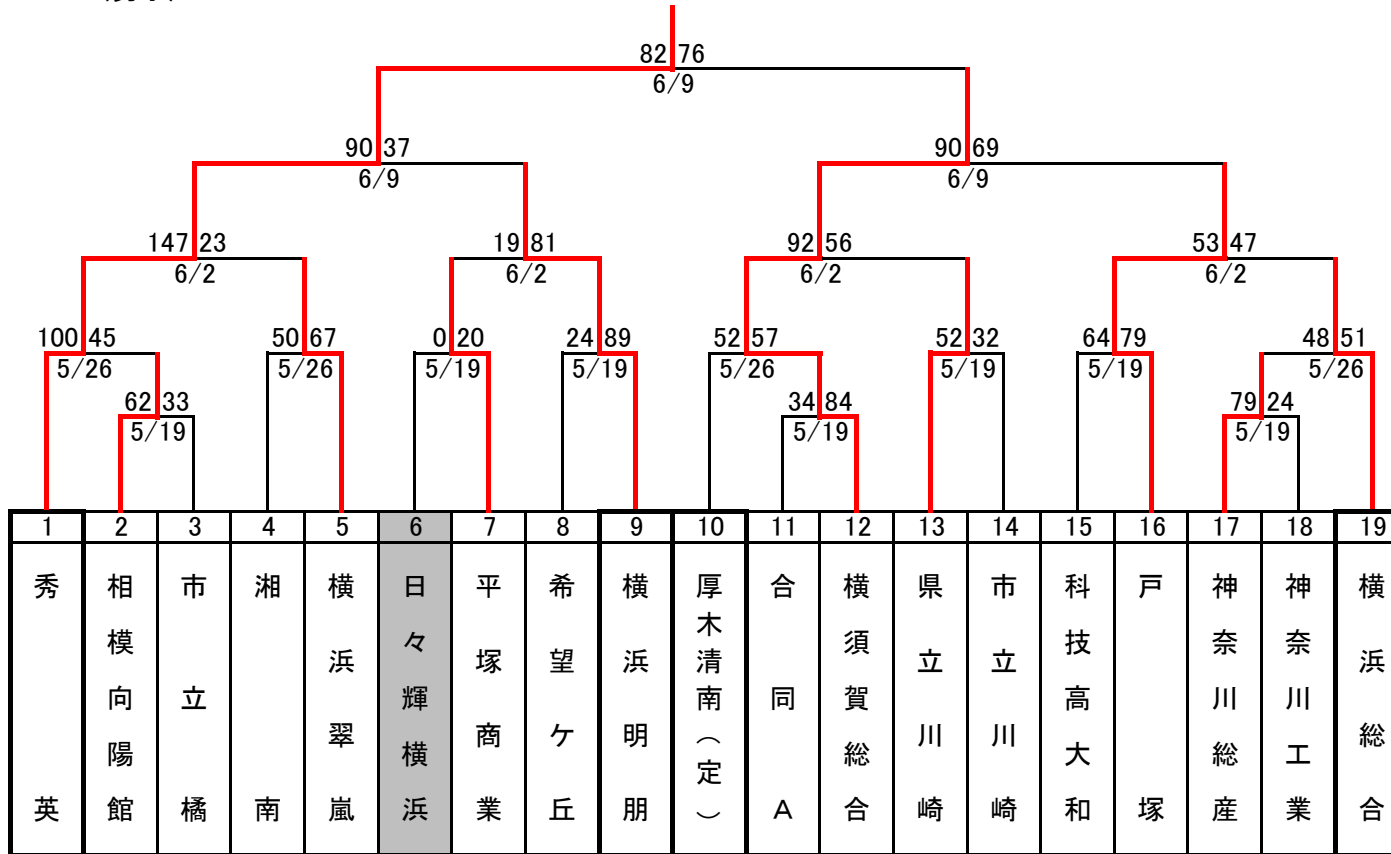 82 76
6/9
90 37
6/9
90 69
6/9
147 23
6/2
19 81
6/2
92 56
6/2
53 47
6/2
100 45
5/26
50 67
5/26
0 20
5/19
24 89
5/19
52 57
5/26
52 32
5/19
64 79
5/19
48 51
5/26
62 33
5/19
34 84
5/19
79 24
5/19
1 2 3 4 5 6 7 8 9 10 11 12 13 14 15 16 17 18 19
秀英
相模向陽館
市立橘
湘南
横浜翠嵐
日々輝横浜
平塚商業
希望ケ丘
横浜明朋
厚木清南(定)
合同A
横須賀総合
県立川崎
市立川崎
科技高大和
戸塚
神奈川総産
神奈川工業
横浜総合